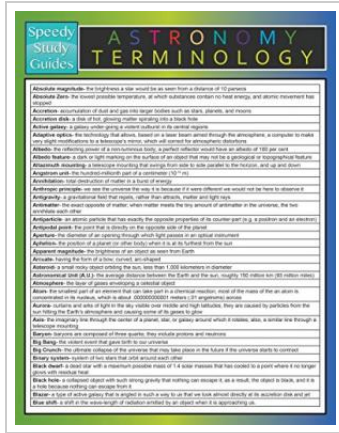 Speedy
Study
Guides
ASTRONOMY
TERMINOLOGY
Absolute magnitude- the brightness a star would be as seen from a distance of 10 parsecs
Absolute Zero- the lowest possible temperature, at which substances contain no heat energy, and atomic movement has
stopped
Accretion- accumulation of dust and gas into larger bodies such as stars, planets, and moons
Accretion disk- a disk of hot, glowing matter spiraling into a black hole
Active galaxy- a galaxy under-going a violent outburst in its central regions
Adaptive optics- the technology that allows, based on a laser beam aimed through the atmosphere, a computer to make
very slight modifications to a telescope's mirror, which will correct for atmospheric distortions
Albedo- the reflecting power of a non-luminous body, a perfect reflector would have an albedo of 100 per cent
Albedo feature- a dark or light marking on the surface of an object that may not be a geological or topographical feature
Altazimuth mounting- a telescope mounting that swings from side to side parallel to the horizon, and up and down
Angstrom unit- the hundred-millionth part of a centimeter
Annihilation- total destruction of matter in a burst of energy
Anthropic principle- we see the universe the way it is because if it were different we would not be here to observe it
Antigravity- a gravitational field that repels, rather than attracts, matter and light rays
Antimatter- the exact opposite of matter; when matter meets the tiny amount of antimatter in the universe, the two
annihilate each other
Antiparticle- an atomic particle that has exactly the opposite properties of its counter-part (e.g. a positron and an electron)
Antipodal point- the point that is directly on the opposite side of the planet
Aperture- the diameter of an opening through which light passes in an optical instrument
Aphelion- the position of a planet (or other body) when it is at its furthest from the sun
Apparent magnitude- the brightness of an object as seen from Earth
Arcuate- having the form of a bow; curved; arc-shaped
Asteroid- a small rocky object orbiting the sun, less than 1,000 kilometers in diameter
Astronomical Unit (A.U.)- the average distance between the Earth and the sun, roughly 150 million km (93 million miles)
Atmosphere- the layer of gases enveloping a celestial object
Atom- the smallest part of an element that can take part in a chemical reaction; most of the mass of the an atom is
concentrated in its nucleus, which is about meters (.01 angstroms) across
Aurora- curtains and arks of light in the sky visible over middle and high latitudes, they are caused by particles from the
sun hitting the Earth's atmosphere and causing some of its gases to glow
Axis- the imaginary line through the center of a planet, star, or galaxy around which it rotates; also, a similar line through a
telescope mounting
Baryon- baryons are composed of three quarks; they include protons and neutrons
Big Bang- the violent event that gave birth to our universe
Big Crunch- the ultimate collapse of the universe that may take place in the future if the universe starts to contract
Binary system- system of two stars that orbit around each other
Black dwarf- a dead star with a maximum possible mass of 1.4 solar masses that has cooled to a point where it no longer
glows with residual heat
Black hole- a collapsed object with such strong gravity that nothing can escape it, as a result, the object is black, and it is
a hole because nothing can escape from it
Blazar- a type of active galaxy that is angled in such a way to us that we look almost directly at its accretion disk and jet
Blue shift- a shift in the wave-length of radiation emitted by an object when it is approaching us.